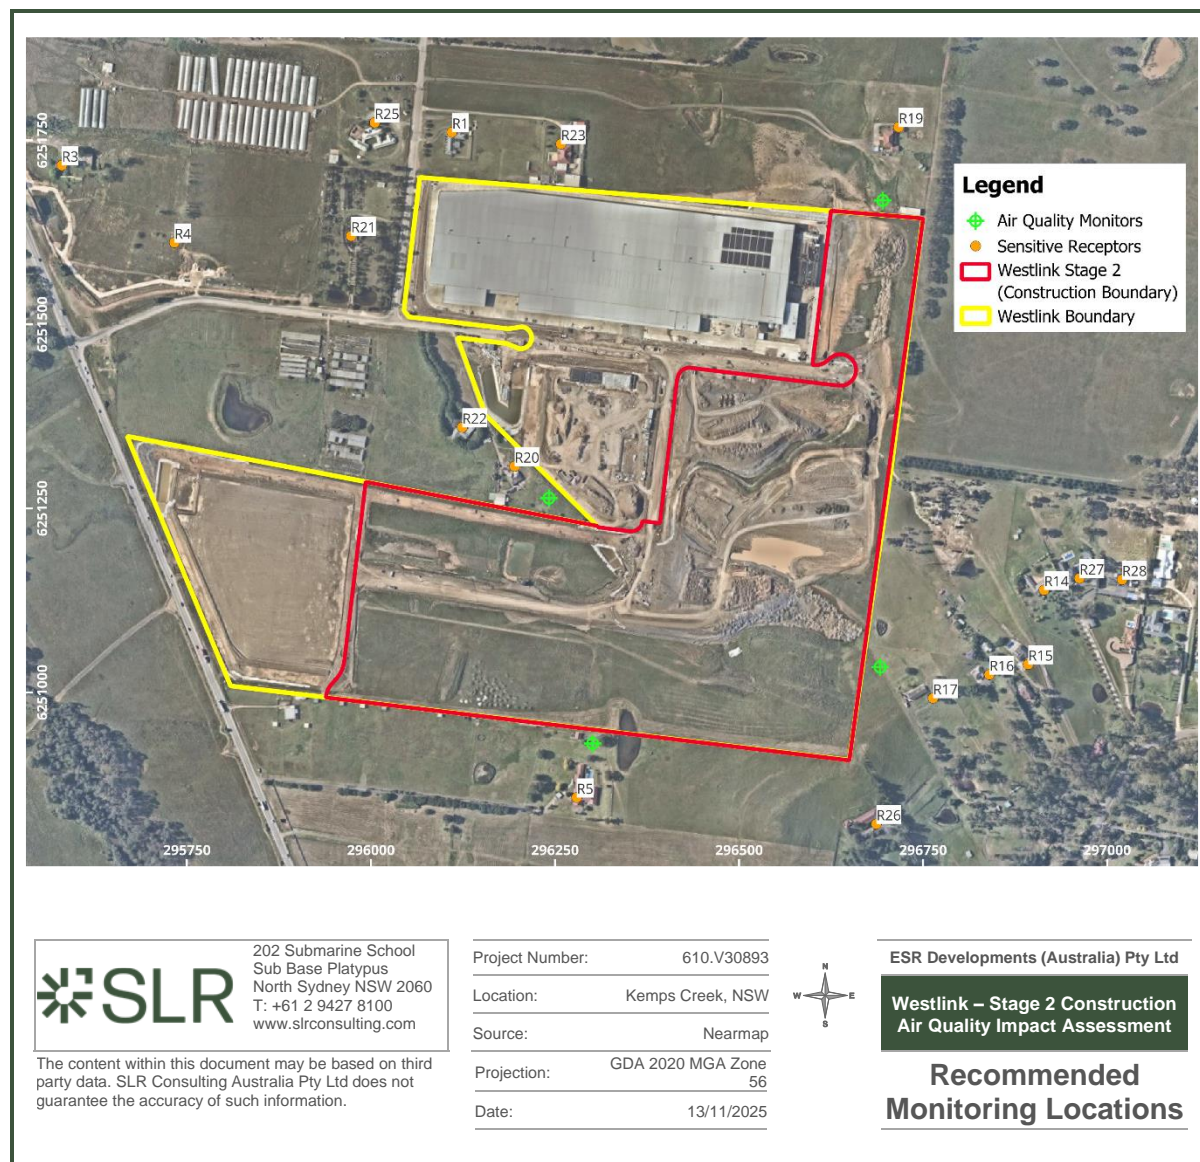 R25
R1
R23
R19
6251750
R3
Legend
R21
R4
Air Quality Monitors
Sensitive Receptors
Westlink Stage 2
(Construction Boundary)
Westlink Boundary
6251500
R22
R20
6251250
R14
R27
R28
R15
R16
R17
6251000
R5
R26
295750
296000
296250
296500
296750
297000
SLR
202 Submarine School
Sub Base Platypus
North Sydney NSW 2060
T: +61 2 9427 8100
www.slrconsulting.com
The content within this document may be based on third
party data. SLR Consulting Australia Pty Ltd does not
guarantee the accuracy of such information.
Project Number: 610.V30893
Location: Kemps Creek, NSW
Source: Nearmap
Projection: GDA 2020 MGA Zone
56
Date: 13/11/2025
N
W E
S
ESR Developments (Australia) Pty Ltd
Westlink – Stage 2 Construction
Air Quality Impact Assessment
Recommended
Monitoring Locations